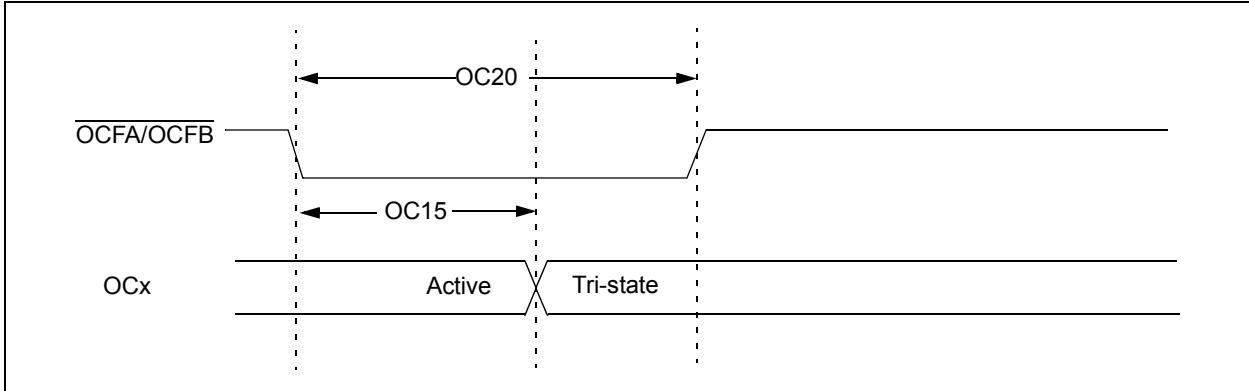 OC20
OCFA/OCFB
OC15
OCx
Active
Tri-state